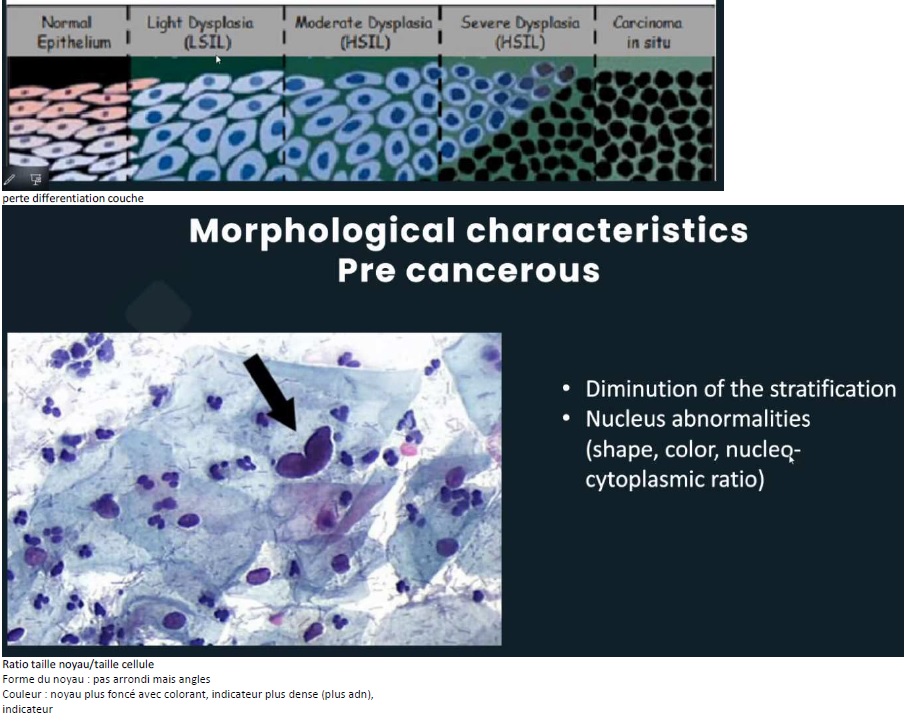 Normal
Epithelium
Light Dysplasia
(LSIL)
Moderate Dysplasia
(HSIL)
Severe Dysplasia
(HSIL)
Carcinoma
in situ
perte differentiation couche
Morphological characteristics
Pre cancerous
• Diminution of the stratification
• Nucleus abnormalities
(shape, color, nucleo-
cytoplasmic ratio)
Ratio taille noyau/taille cellule
Forme du noyau : pas arrondi mais angles
Couleur : noyau plus foncé avec colorant, indicateur plus dense (plus adn),
indicateur